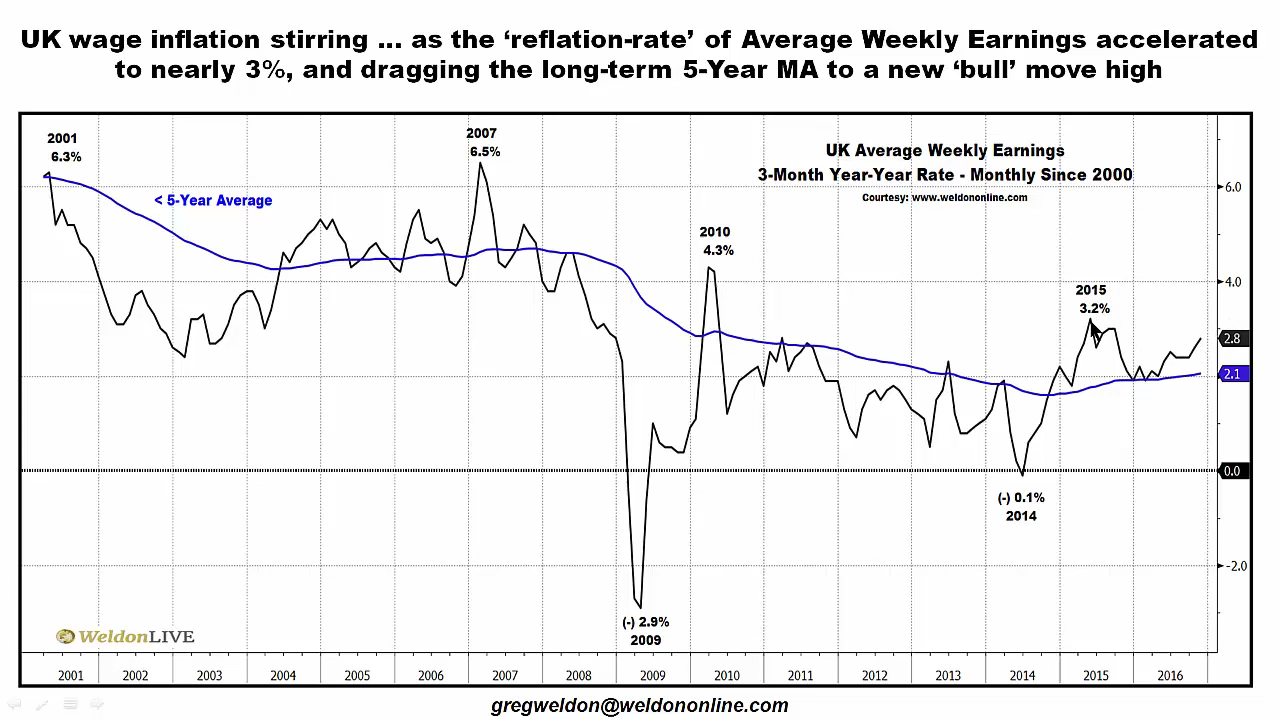 UK wage inflation stirring ... as the ‘reflation-rate’ of Average Weekly Earnings accelerated
to nearly 3%, and dragging the long-term 5-Year MA to a new ‘bull’ move high
2001
6.3%
< 5-Year Average
2007
6.5%
UK Average Weekly Earnings
3-Month Year-Year Rate - Monthly Since 2000
Courtesy: www.weldononline.com
2010
4.3%
2015
3.2%
6.0
4.0
2.8
2.1
0.0
-2.0
(-) 0.1%
2014
(-) 2.9%
2009
WeldonLIVE
2001 2002 2003 2004 2005 2006 2007 2008 2009 2010 2011 2012 2013 2014 2015 2016
gregweldon@weldononline.com